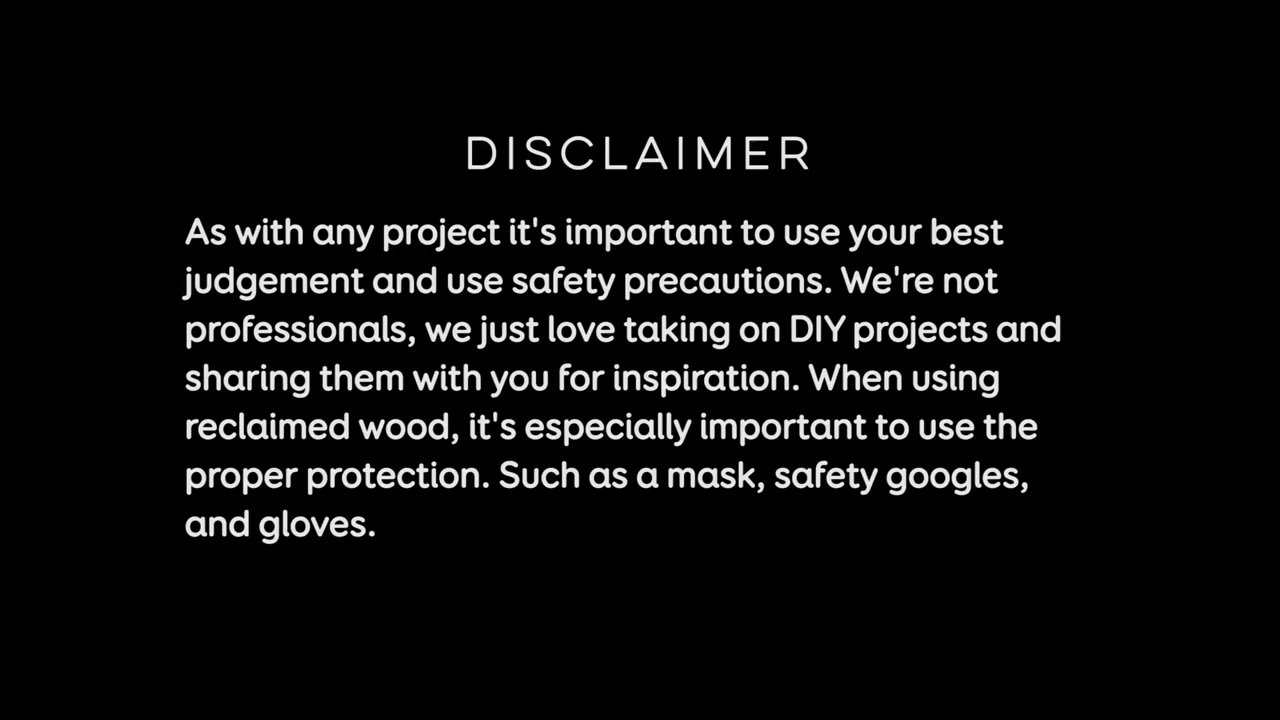 DISCLAIMER
As with any project it's important to use your best
judgement and use safety precautions. We're not
professionals, we just love taking on DIY projects and
sharing them with you for inspiration. When using
reclaimed wood, it's especially important to use the
proper protection. Such as a mask, safety googles,
and gloves.